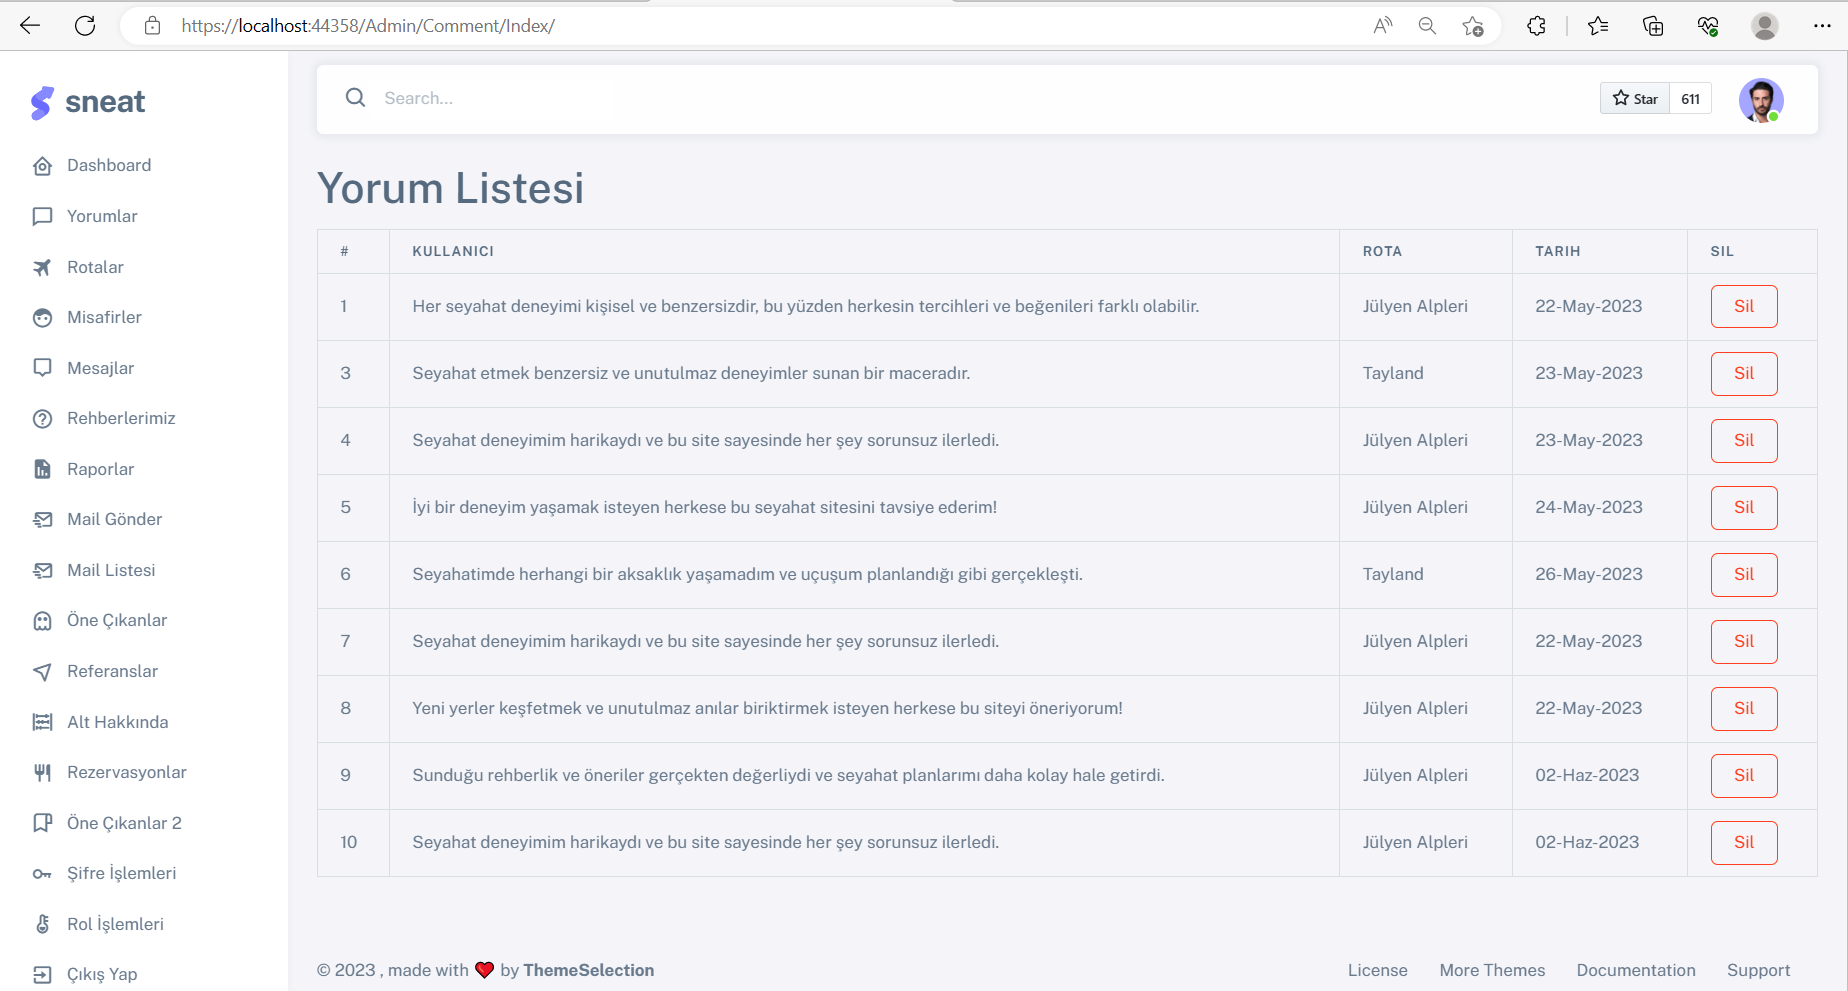 https://localhost:44358/Admin/Comment/Index/
sneat
Dashboard
Yorumlar
Rotalar
Misafirler
Mesajlar
Rehberlerimiz
Raporlar
Mail Gönder
Mail Listesi
Öne Çıkanlar
Referanslar
Alt Hakkında
Rezervasyonlar
Öne Çıkanlar 2
Şifre İşlemleri
Rol İşlemleri
Çıkış Yap
Search...
Star 611
Yorum Listesi
# KULLANICI ROTA TARIH SIL
1 Her seyahat deneyimi kişisel ve benzersizdir, bu yüzden herkesin tercihleri ve beğenileri farklı olabilir. Jülyen Alpleri 22-May-2023 Sil
3 Seyahat etmek benzersiz ve unutulmaz deneyimler sunan bir maceradır. Tayland 23-May-2023 Sil
4 Seyahat deneyimim harikaydı ve bu site sayesinde her şey sorunsuz ilerledi. Jülyen Alpleri 23-May-2023 Sil
5 İyi bir deneyim yaşamak isteyen herkese bu seyahat sitesini tavsiye ederim! Jülyen Alpleri 24-May-2023 Sil
6 Seyahatimde herhangi bir aksaklık yaşamadım ve uçuşum planlandığı gibi gerçekleşti. Tayland 26-May-2023 Sil
7 Seyahat deneyimim harikaydı ve bu site sayesinde her şey sorunsuz ilerledi. Jülyen Alpleri 22-May-2023 Sil
8 Yeni yerler keşfetmek ve unutulmaz anılar biriktirmek isteyen herkese bu siteyi öneriyorum! Jülyen Alpleri 22-May-2023 Sil
9 Sunduğu rehberlik ve öneriler gerçekten değerliydi ve seyahat planlarımı daha kolay hale getirdi. Jülyen Alpleri 02-Haz-2023 Sil
10 Seyahat deneyimim harikaydı ve bu site sayesinde her şey sorunsuz ilerledi. Jülyen Alpleri 02-Haz-2023 Sil
© 2023 , made with ❤️ by ThemeSelection License More Themes Documentation Support